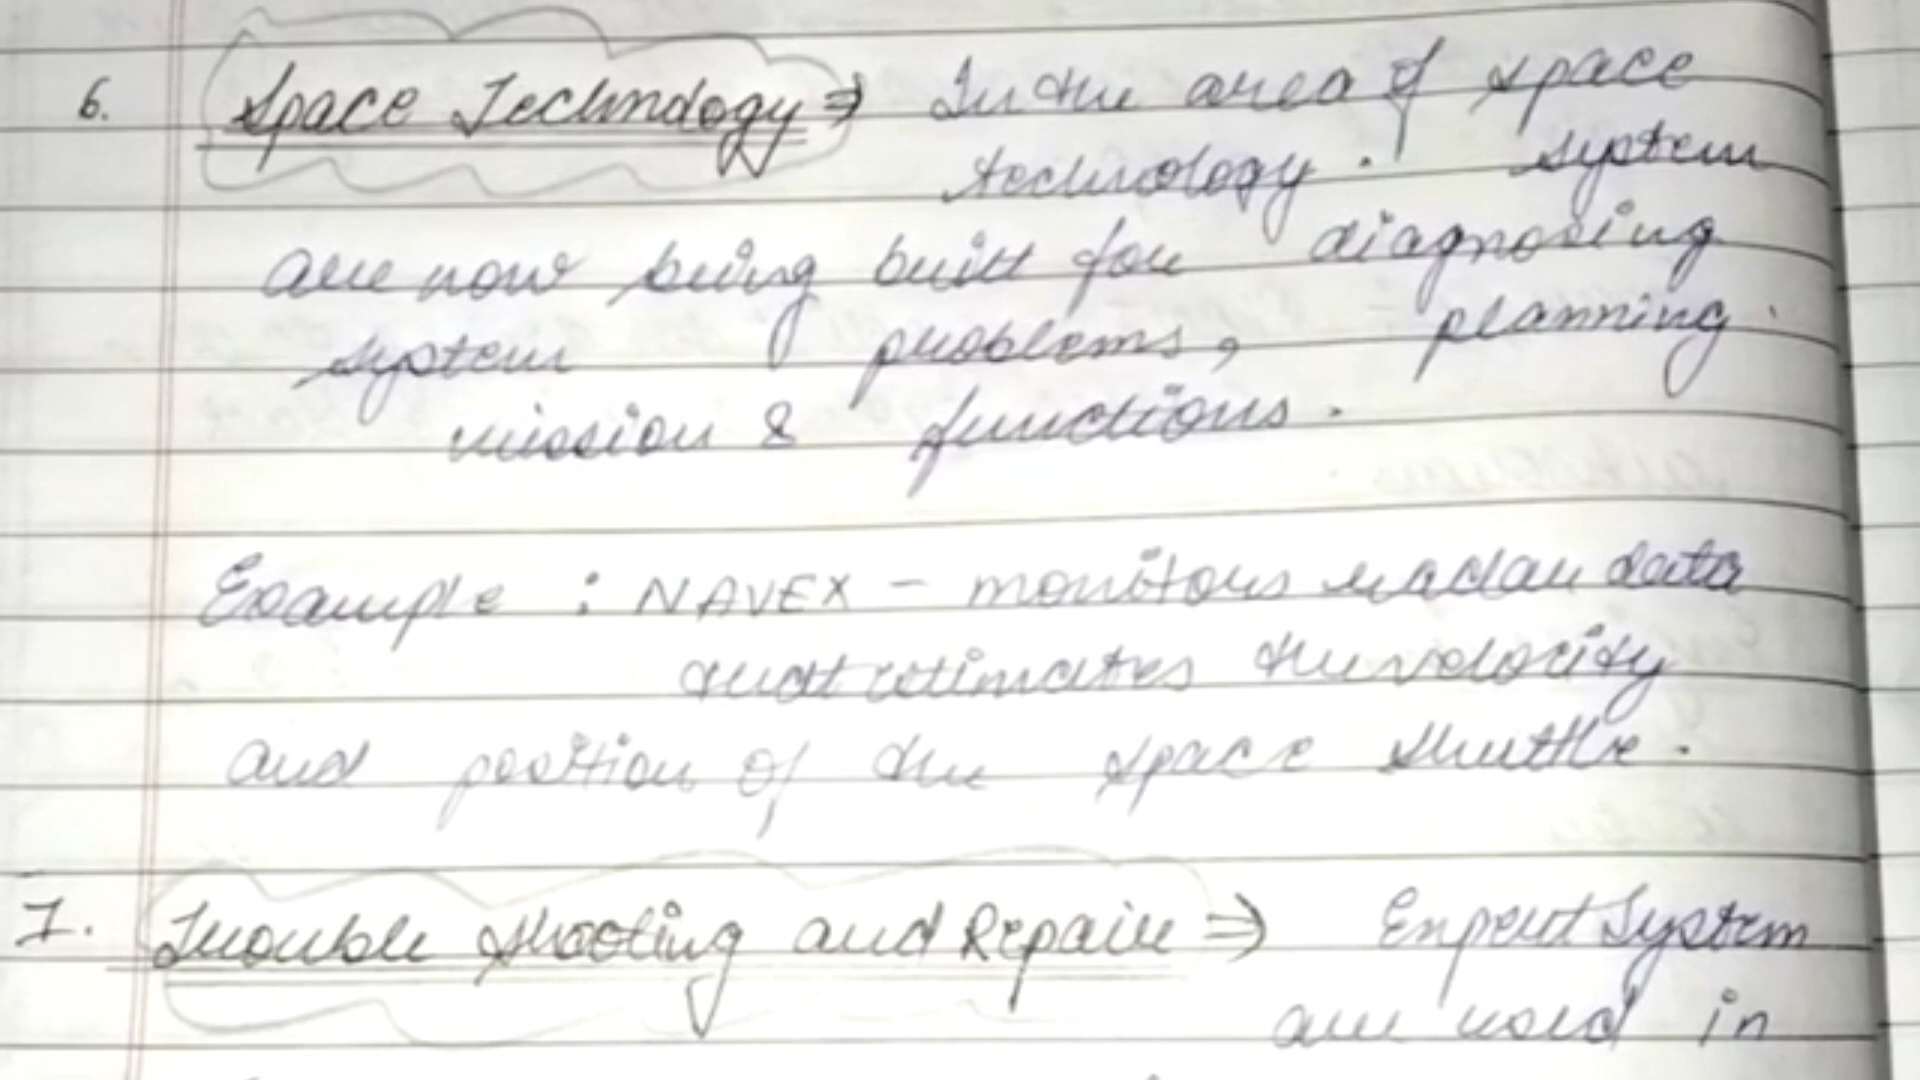 6. Space Technology ⇒ In the area of space
technology. system
are now being built for diagnosing
system problems, planning
mission & functions.
Example : NAVEX – monitors radar data
that estimates the velocity
and position of the space shuttle.
7. Trouble shooting and Repair ⇒ Expert System
are used in